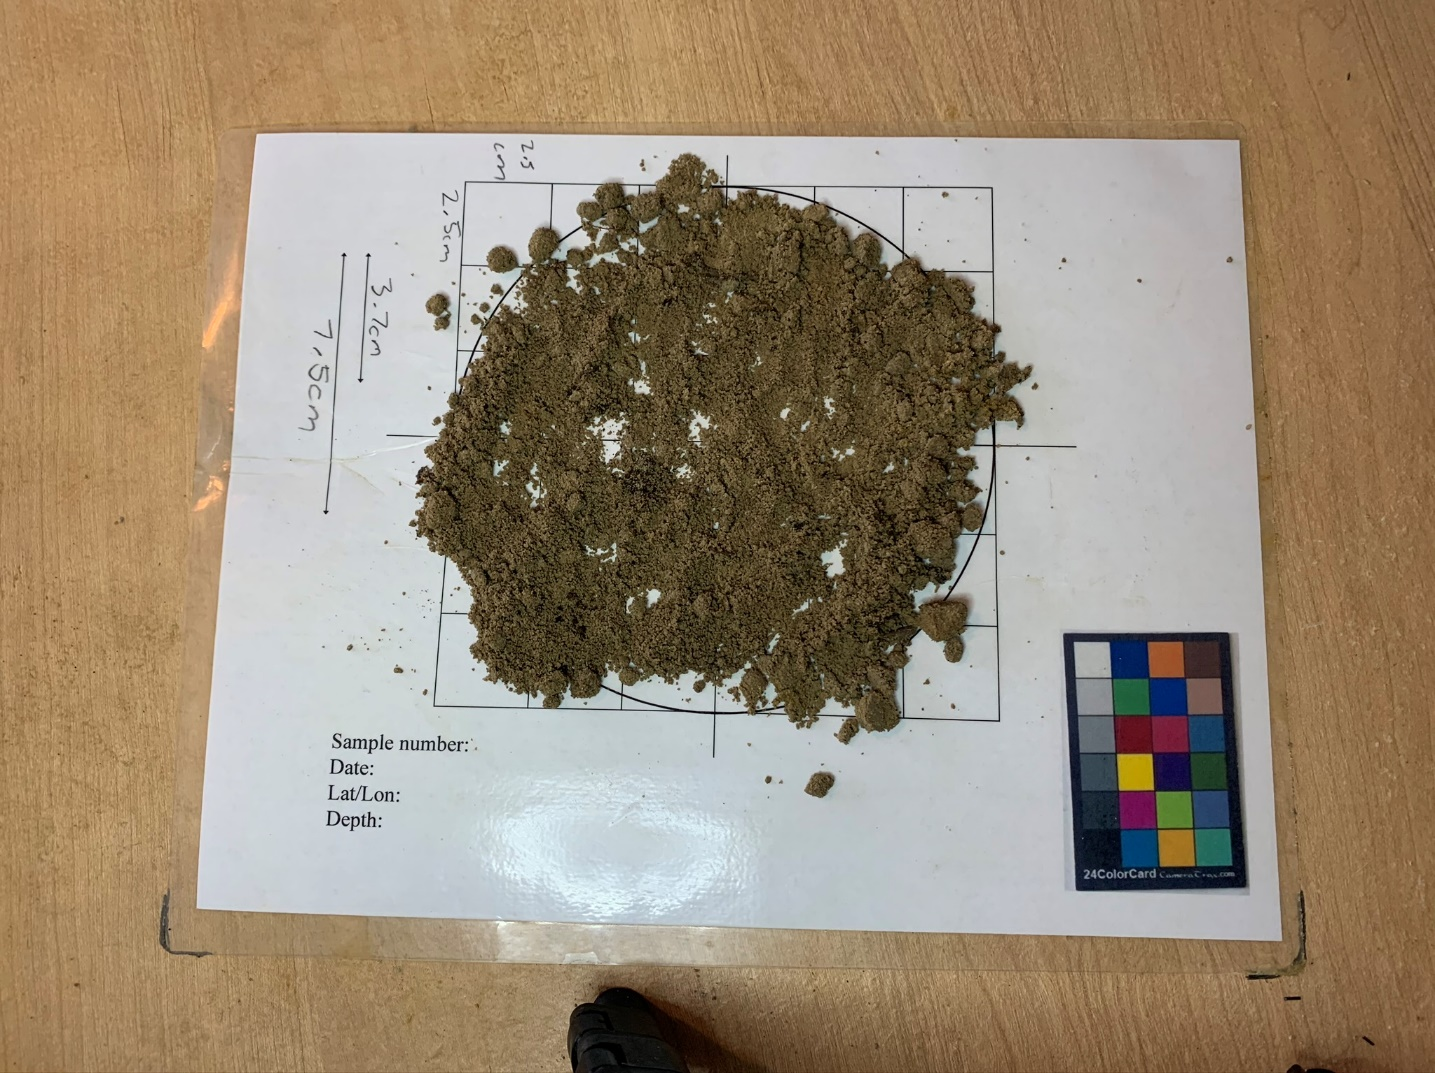 2.5
cm
2.5cm
3.7cm
7.5cm
Sample number:
Date:
Lat/Lon:
Depth:
24ColorCard